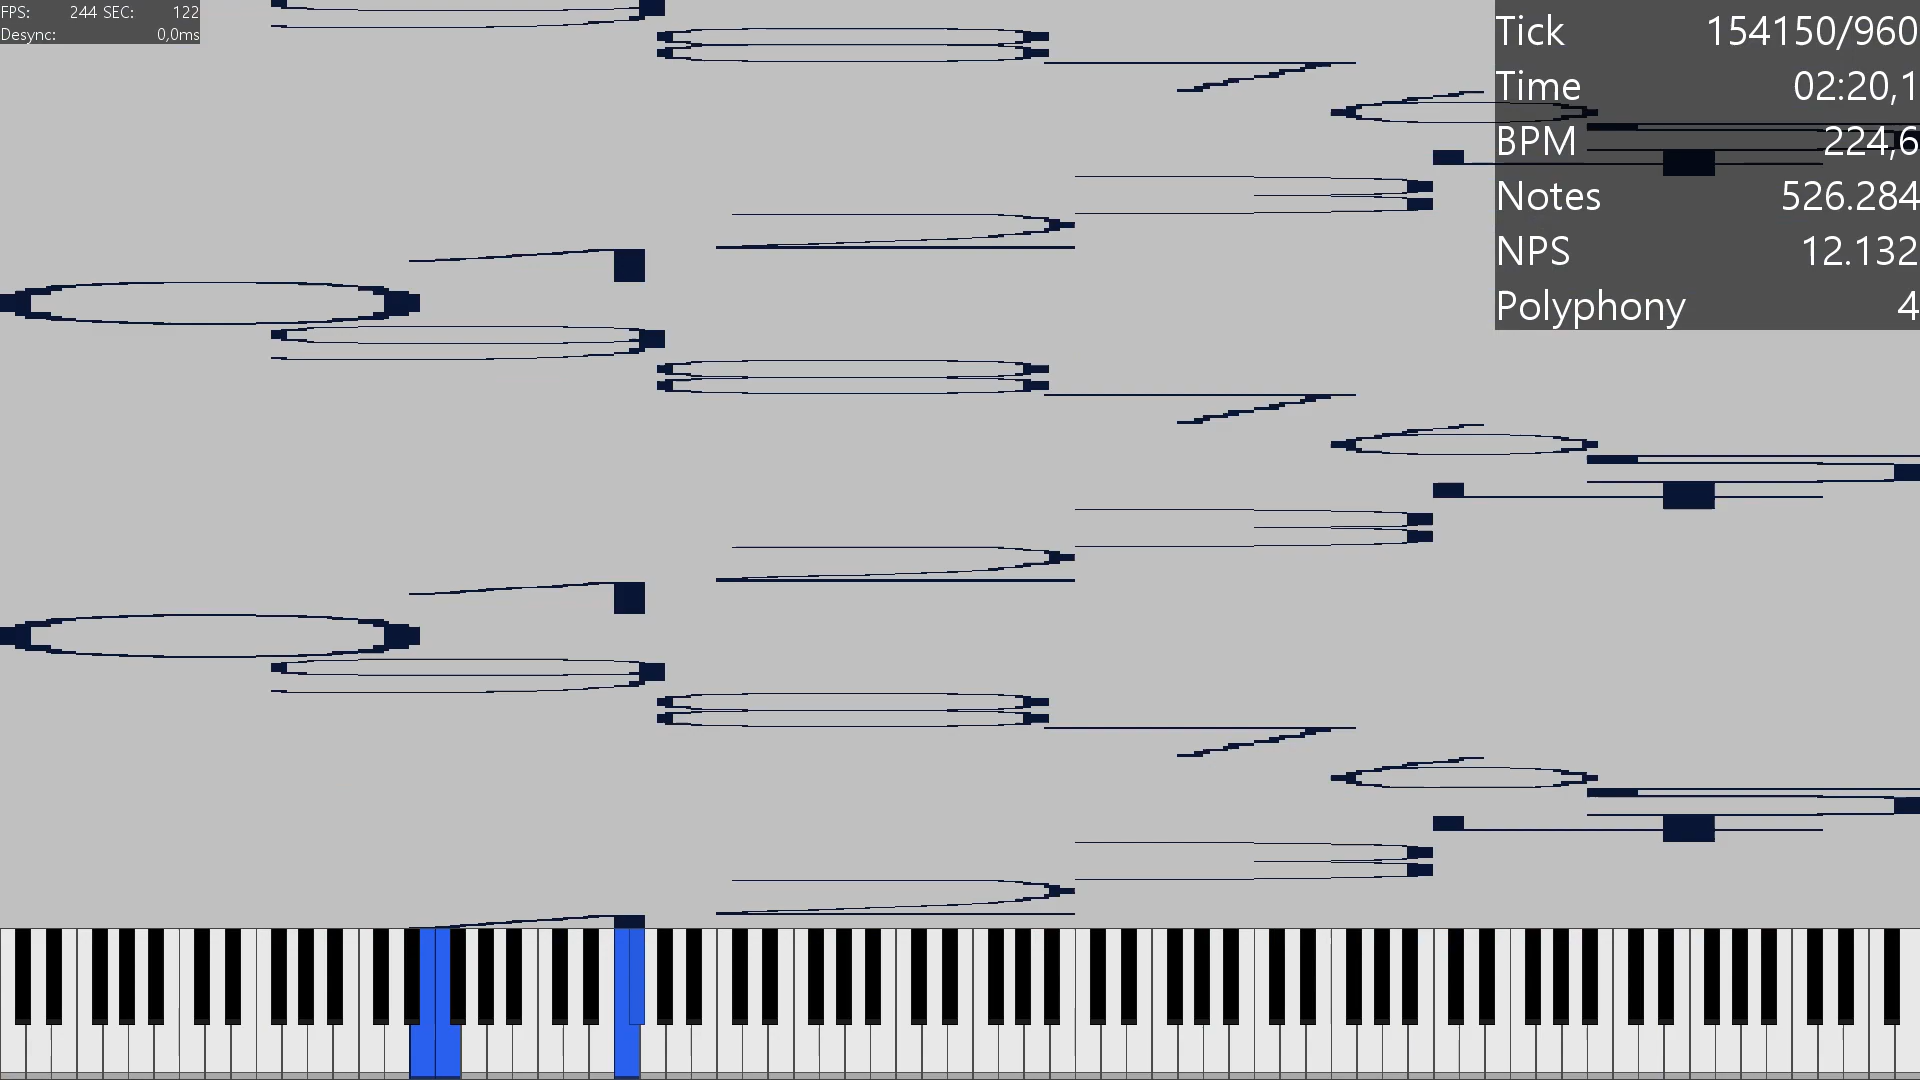 FPS: 244 SEC: 122
Desync: 0,0ms
Tick 154150/960
Time 02:20,1
BPM 224,6
Notes 526.284
NPS 12.132
Polyphony 4